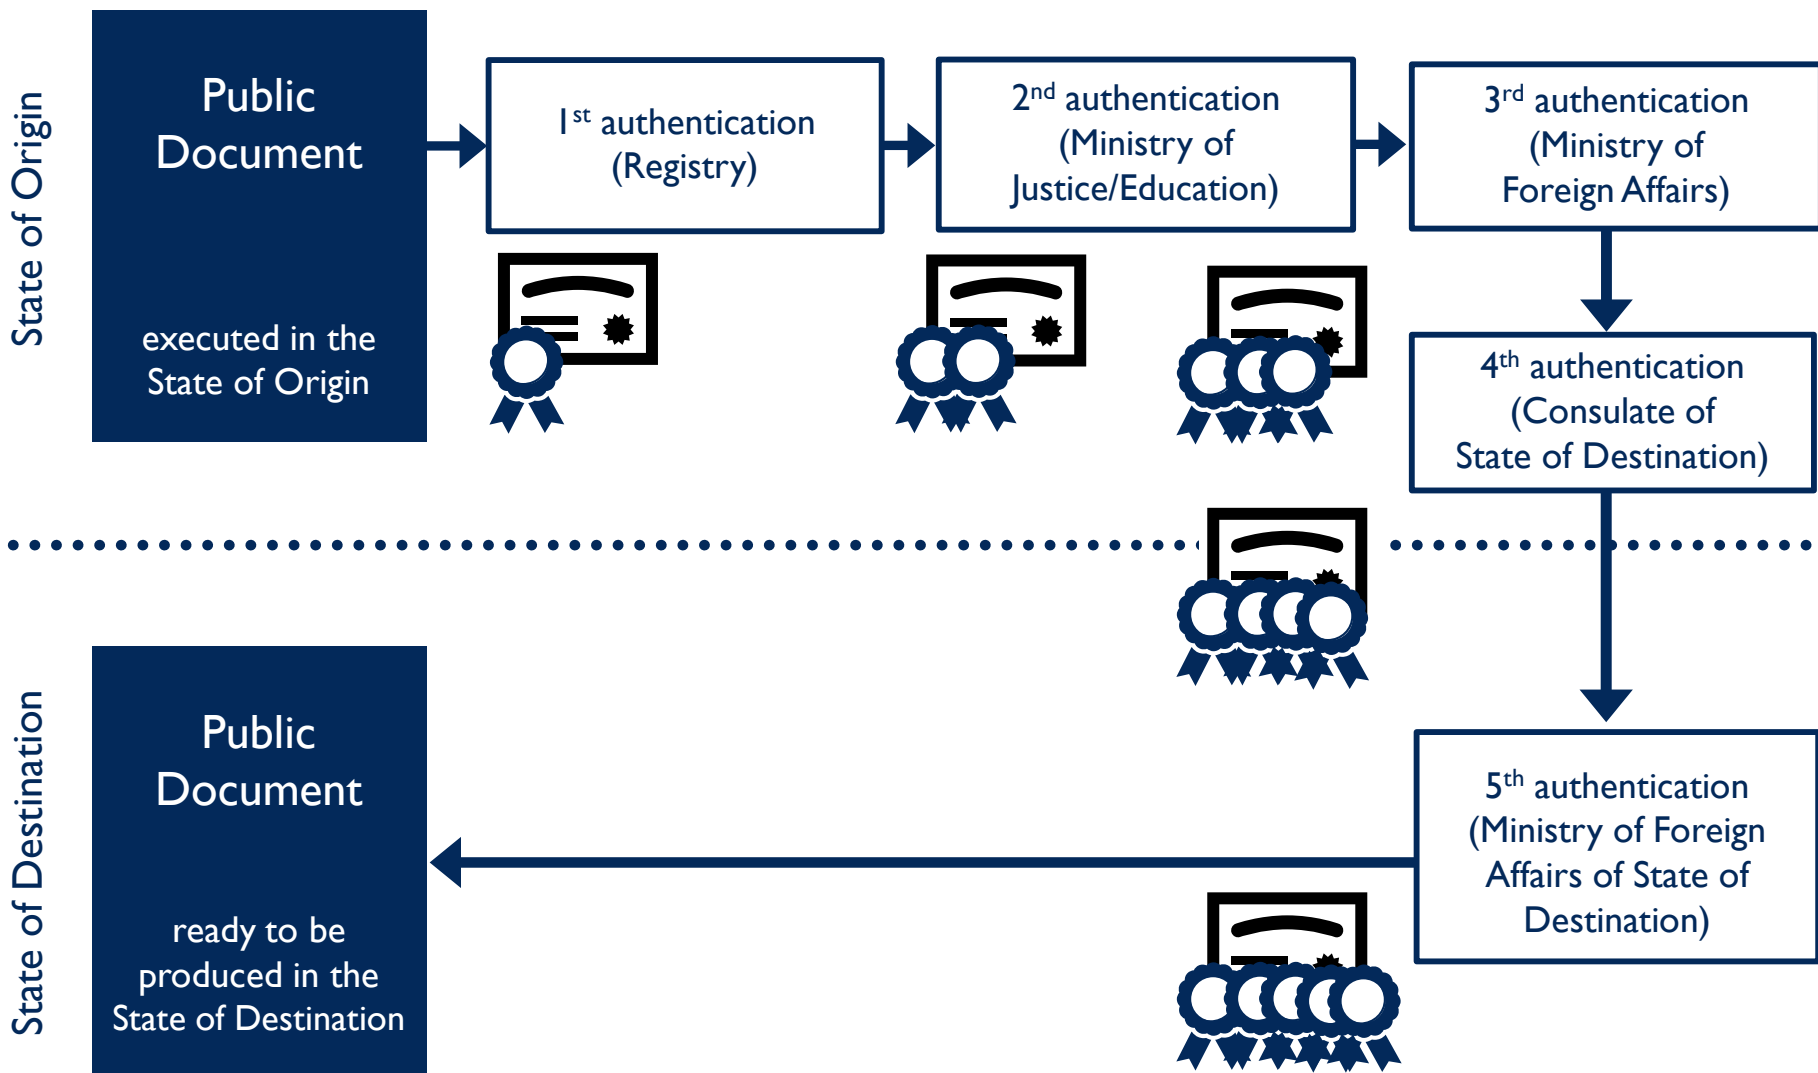 State of Origin
Public
Document
executed in the
State of Origin
1st authentication
(Registry)
2nd authentication
(Ministry of
Justice/Education)
3rd authentication
(Ministry of
Foreign Affairs)
4th authentication
(Consulate of
State of Destination)
State of Destination
Public
Document
ready to be
produced in the
State of Destination
5th authentication
(Ministry of Foreign
Affairs of State of
Destination)